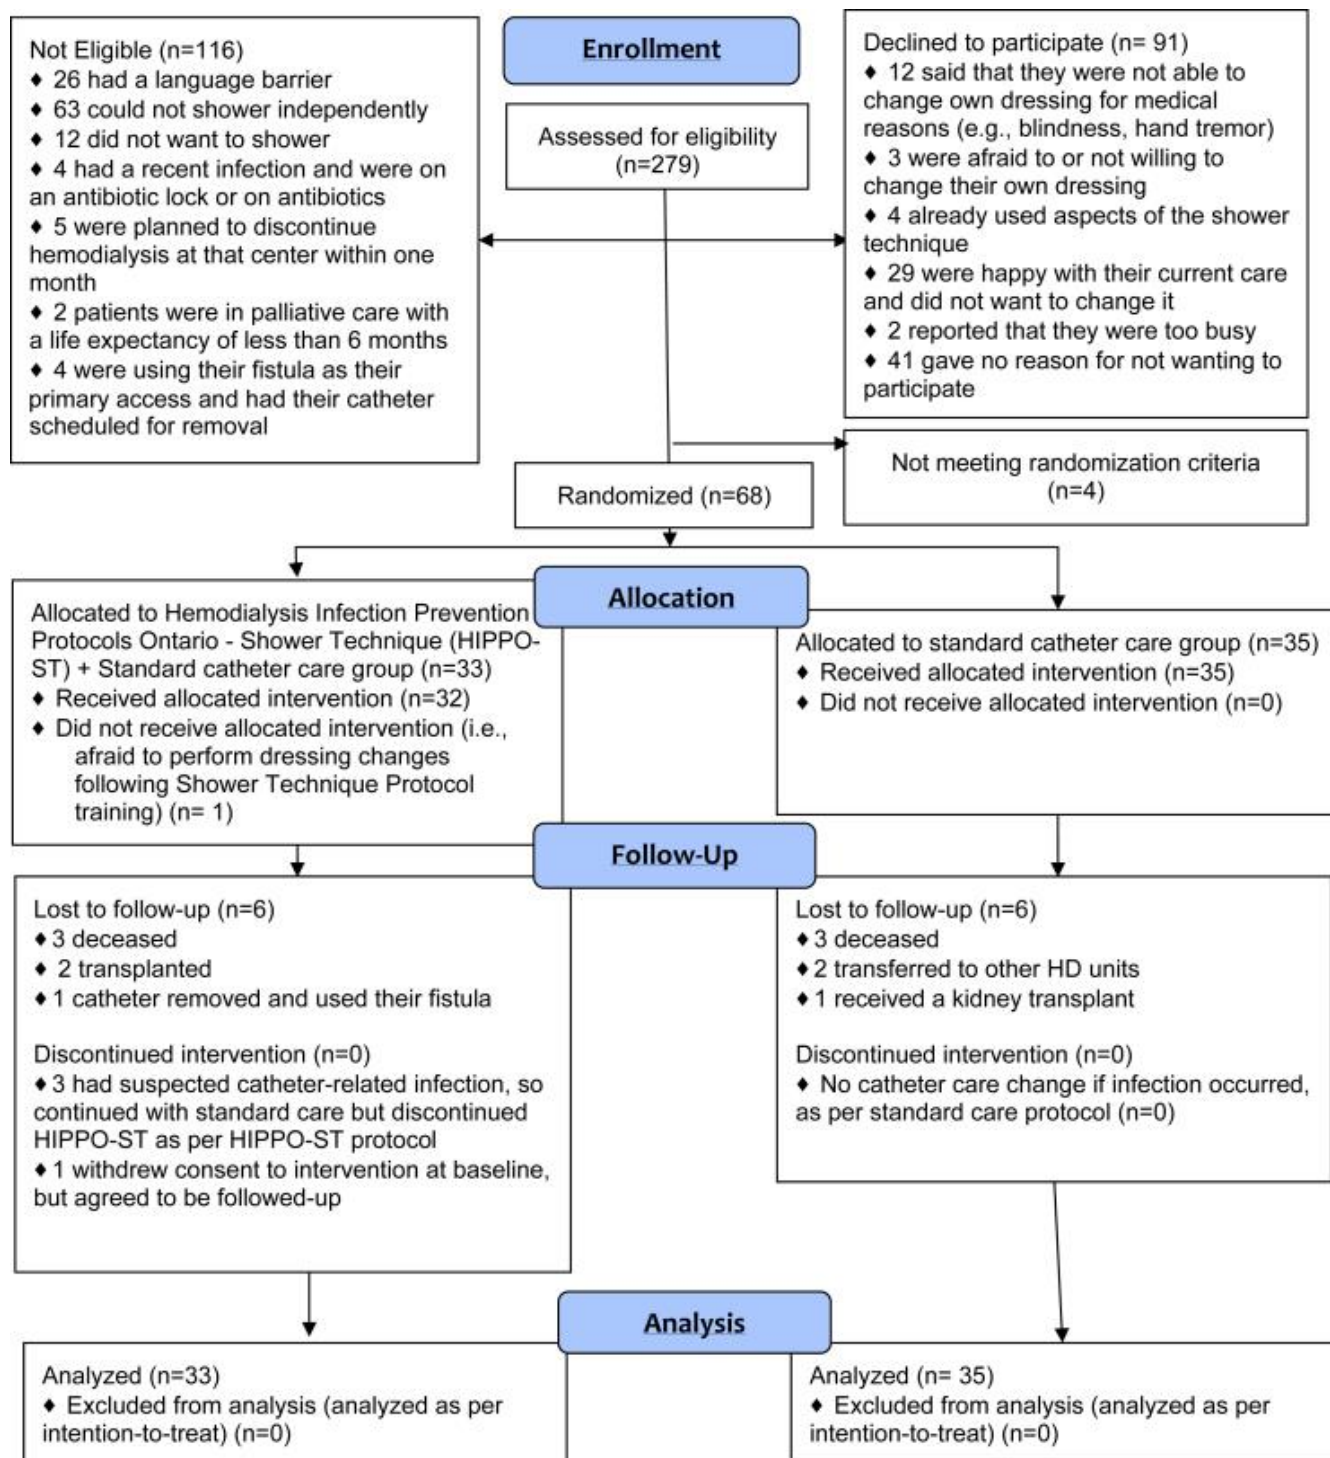 Enrollment
Not Eligible (n=116)
♦ 26 had a language barrier
♦ 63 could not shower independently
♦ 12 did not want to shower
♦ 4 had a recent infection and were on
an antibiotic lock or on antibiotics
♦ 5 were planned to discontinue
hemodialysis at that center within one
month
♦ 2 patients were in palliative care with
a life expectancy of less than 6 months
♦ 4 were using their fistula as their
primary access and had their catheter
scheduled for removal
Assessed for eligibility
(n=279)
Declined to participate (n= 91)
♦ 12 said that they were not able to
change own dressing for medical
reasons (e.g., blindness, hand tremor)
♦ 3 were afraid to or not willing to
change their own dressing
♦ 4 already used aspects of the shower
technique
♦ 29 were happy with their current care
and did not want to change it
♦ 2 reported that they were too busy
♦ 41 gave no reason for not wanting to
participate
Not meeting randomization criteria
(n=4)
Randomized (n=68)
Allocation
Allocated to Hemodialysis Infection Prevention
Protocols Ontario - Shower Technique (HIPPO-
ST) + Standard catheter care group (n=33)
♦ Received allocated intervention (n=32)
♦ Did not receive allocated intervention (i.e.,
afraid to perform dressing changes
following Shower Technique Protocol
training) (n= 1)
Allocated to standard catheter care group (n=35)
♦ Received allocated intervention (n=35)
♦ Did not receive allocated intervention (n=0)
Follow-Up
Lost to follow-up (n=6)
♦ 3 deceased
♦ 2 transplanted
♦ 1 catheter removed and used their fistula
Discontinued intervention (n=0)
♦ 3 had suspected catheter-related infection, so
continued with standard care but discontinued
HIPPO-ST as per HIPPO-ST protocol
♦ 1 withdrew consent to intervention at baseline,
but agreed to be followed-up
Lost to follow-up (n=6)
♦ 3 deceased
♦ 2 transferred to other HD units
♦ 1 received a kidney transplant
Discontinued intervention (n=0)
♦ No catheter care change if infection occurred,
as per standard care protocol (n=0)
Analysis
Analyzed (n=33)
♦ Excluded from analysis (analyzed as per
intention-to-treat) (n=0)
Analyzed (n= 35)
♦ Excluded from analysis (analyzed as per
intention-to-treat) (n=0)